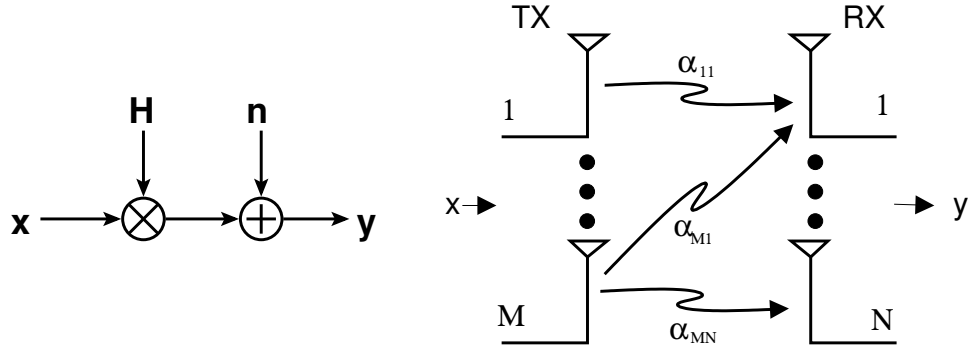 H
n
x
y
TX
RX
α11
1
1
x
y
αM1
M
αMN
N